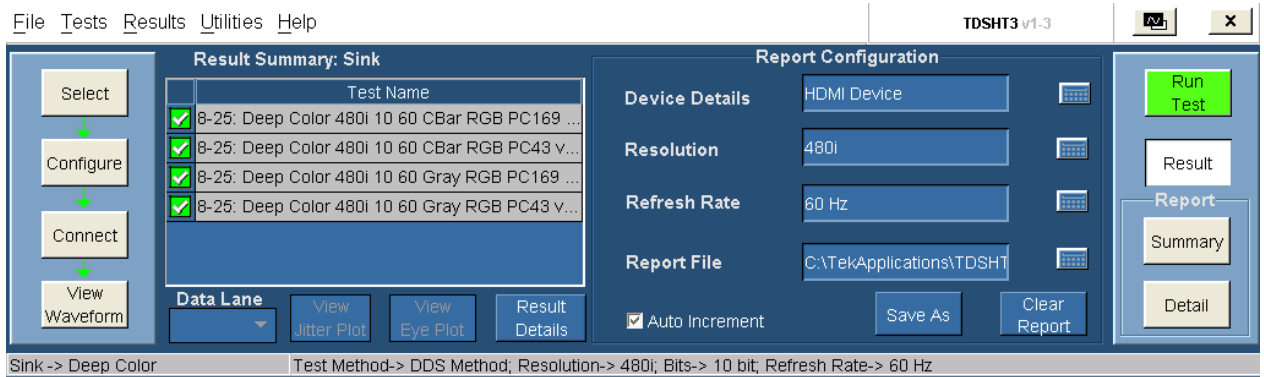 File Tests Results Utilities Help TDSHT3 v1-3 x
Result Summary: Sink
Report Configuration
Select
Configure
Connect
View
Waveform
Test Name
8-25: Deep Color 480i 10 60 CBar RGB PC169 ...
8-25: Deep Color 480i 10 60 CBar RGB PC43 v...
8-25: Deep Color 480i 10 60 Gray RGB PC169 ...
8-25: Deep Color 480i 10 60 Gray RGB PC43 v...
Data Lane
View
Jitter Plot
View
Eye Plot
Result
Details
Device Details HDMI Device
Resolution 480i
Refresh Rate 60 Hz
Report File C:\TekApplications\TDSHT
Auto Increment
Save As
Clear
Report
Run
Test
Result
Report
Summary
Detail
Sink -> Deep Color Test Method-> DDS Method; Resolution-> 480i; Bits-> 10 bit; Refresh Rate-> 60 Hz